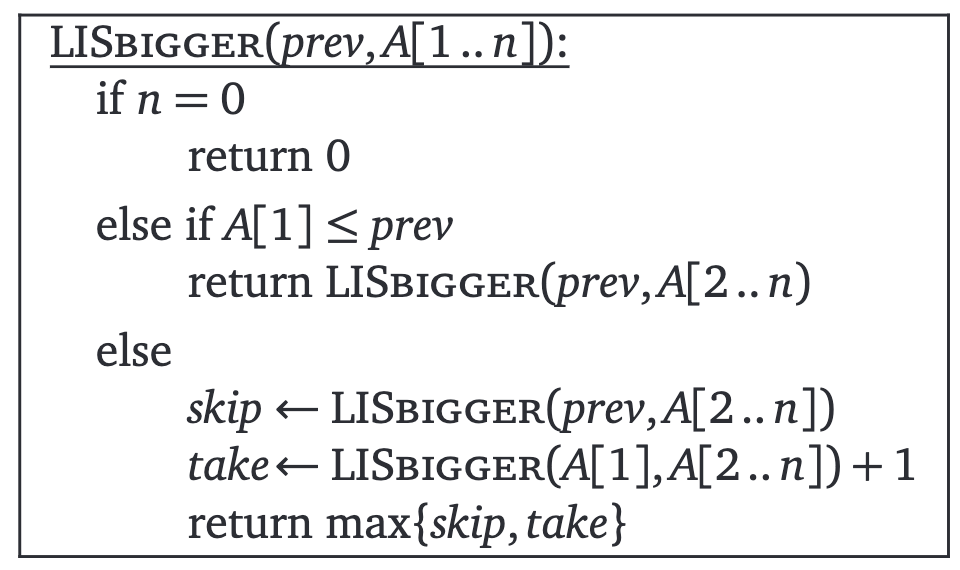 LISBIGGER(prev, A[1 .. n]):
if n = 0
return 0
else if A[1] ≤ prev
return LISBIGGER(prev, A[2 .. n)
else
skip ← LISBIGGER(prev, A[2 .. n])
take ← LISBIGGER(A[1], A[2 .. n]) + 1
return max{skip, take}